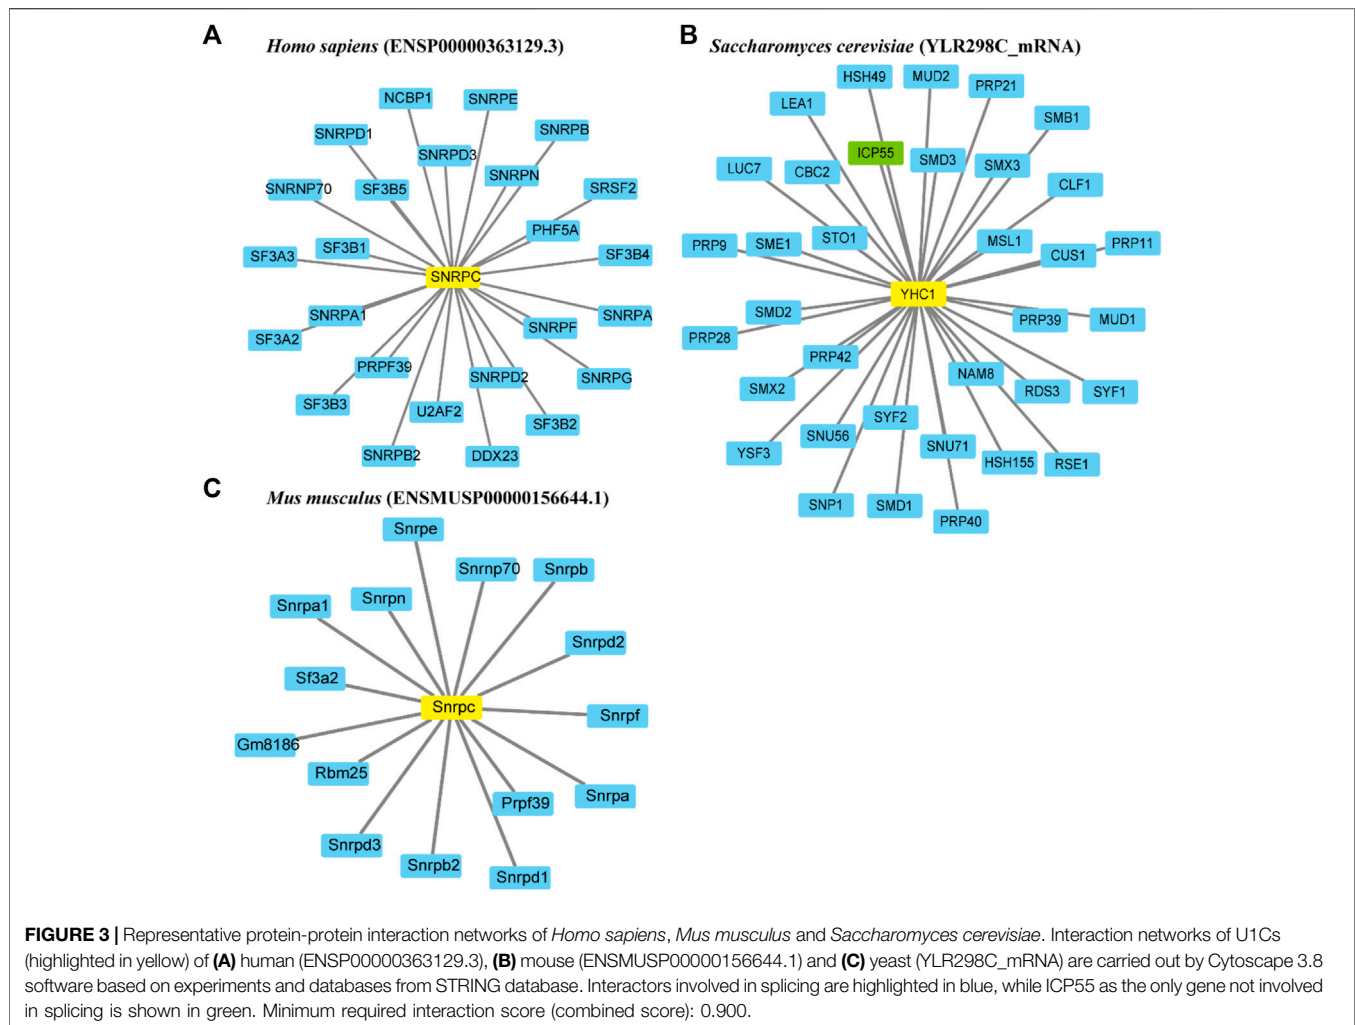 A
Homo sapiens (ENSP00000363129.3)
NCBP1
SNRPE
SNRPD1
SNRPB
SNRPD3
SNRPN
SNRNP70
SF3B5
SRSF2
PHF5A
SF3A3
SF3B1
SF3B4
SNRPC
SNRPA1
SNRPA
SF3A2
SNRPF
PRPF39
SNRPD2
SNRPG
SF3B3
U2AF2
SF3B2
SNRPB2
DDX23
B
Saccharomyces cerevisiae (YLR298C_mRNA)
HSH49
MUD2
PRP21
LEA1
SMB1
ICP55
SMD3
SMX3
LUC7
CBC2
CLF1
PRP9
SME1
STO1
MSL1
CUS1
PRP11
YHC1
SMD2
PRP39
MUD1
PRP28
PRP42
SMX2
NAM8
RDS3
SYF1
SYF2
YSF3
SNU56
SNU71
HSH155
RSE1
SNP1
SMD1
PRP40
C
Mus musculus (ENSMUSP00000156644.1)
Snrpe
Snrnp70
Snrpb
Snrpa1
Snrpn
Snrpd2
Sf3a2
Snrpc
Snrpf
Gm8186
Rbm25
Prpf39
Snrpa
Snrpd3
Snrpb2
Snrpd1
FIGURE 3 | Representative protein-protein interaction networks of Homo sapiens, Mus musculus and Saccharomyces cerevisiae. Interaction networks of U1Cs
(highlighted in yellow) of (A) human (ENSP00000363129.3), (B) mouse (ENSMUSP00000156644.1) and (C) yeast (YLR298C_mRNA) are carried out by Cytoscape 3.8
software based on experiments and databases from STRING database. Interactors involved in splicing are highlighted in blue, while ICP55 as the only gene not involved
in splicing is shown in green. Minimum required interaction score (combined score): 0.900.